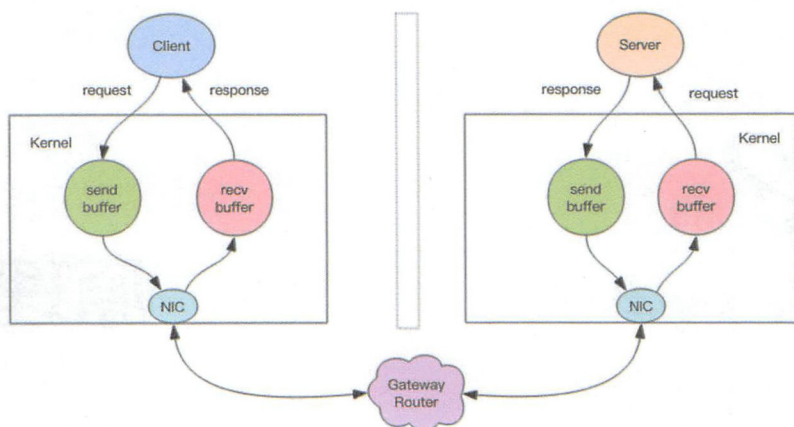 Client
Server
request
response
response
request
Kernel
Kernel
send
buffer
recv
buffer
send
buffer
recv
buffer
NIC
NIC
Gateway
Router